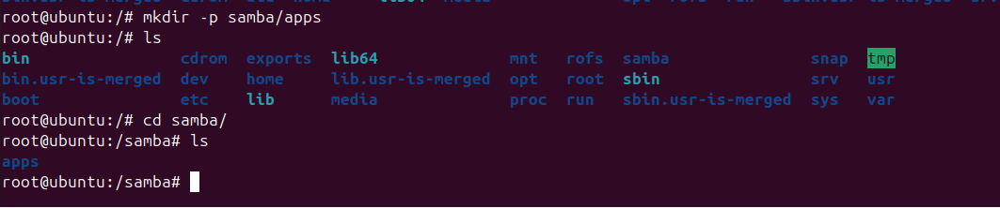 root@ubuntu:/# mkdir -p samba/apps
root@ubuntu:/# ls
bin cdrom exports lib64 mnt rofs samba snap tmp
bin.usr-is-merged dev home lib.usr-is-merged opt root sbin srv usr
boot etc lib media proc run sbin.usr-is-merged sys var
root@ubuntu:/# cd samba/
root@ubuntu:/samba# ls
apps
root@ubuntu:/samba#